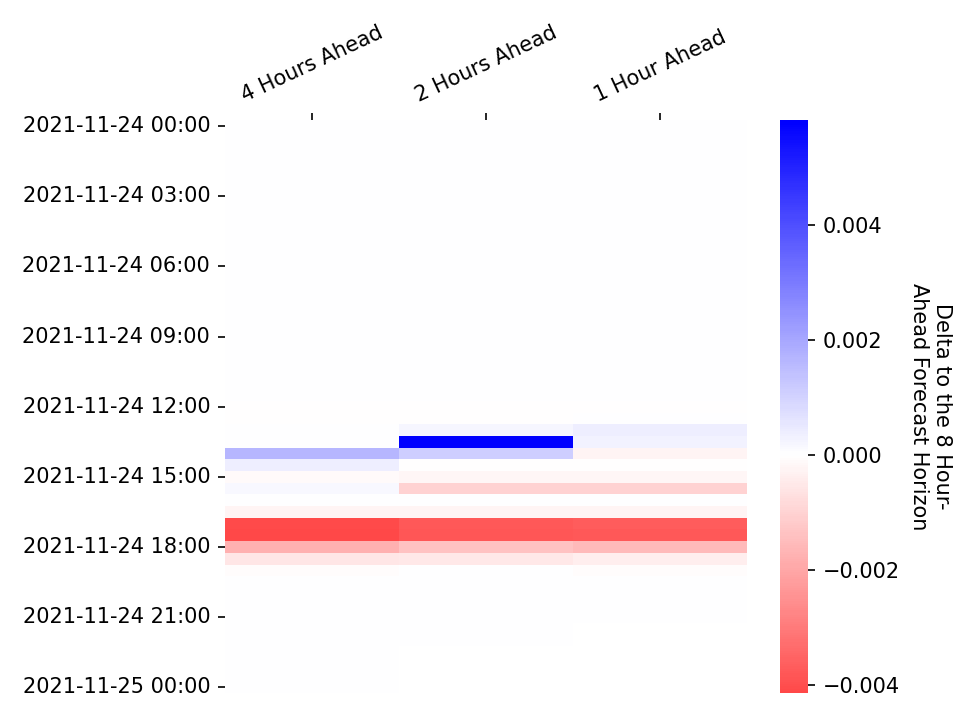 4 Hours Ahead
2 Hours Ahead
1 Hour Ahead
2021-11-24 00:00
2021-11-24 03:00
2021-11-24 06:00
2021-11-24 09:00
2021-11-24 12:00
2021-11-24 15:00
2021-11-24 18:00
2021-11-24 21:00
2021-11-25 00:00
0.004
0.002
0.000
−0.002
−0.004
Delta to the 8 Hour-
Ahead Forecast Horizon